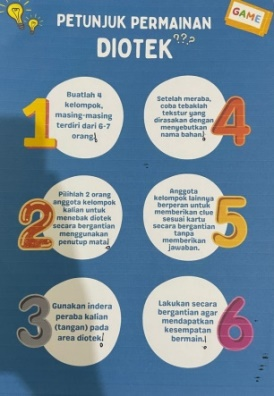 PETUNJUK PERMAINAN
GAME
DIOTEK???
1
Buatlah 4
kelompok,
masing-masing
terdiri dari 6-7
orang!
2
Pilihlah 2 orang
anggota kelompok
kalian untuk
menebak diotek
secara bergantian
menggunakan
penutup mata!
3
Gunakan indera
peraba kalian
(tangan) pada
area diotek!
4
Setelah meraba,
coba tebaklah
tekstur yang
dirasakan dengan
menyebutkan
nama bahan!
5
Anggota
kelompok lainnya
berperan untuk
memberikan clue
sesuai kartu
secara bergantian
tanpa
memberikan
jawaban.
6
Lakukan secara
bergantian agar
mendapatkan
kesempatan
bermain!